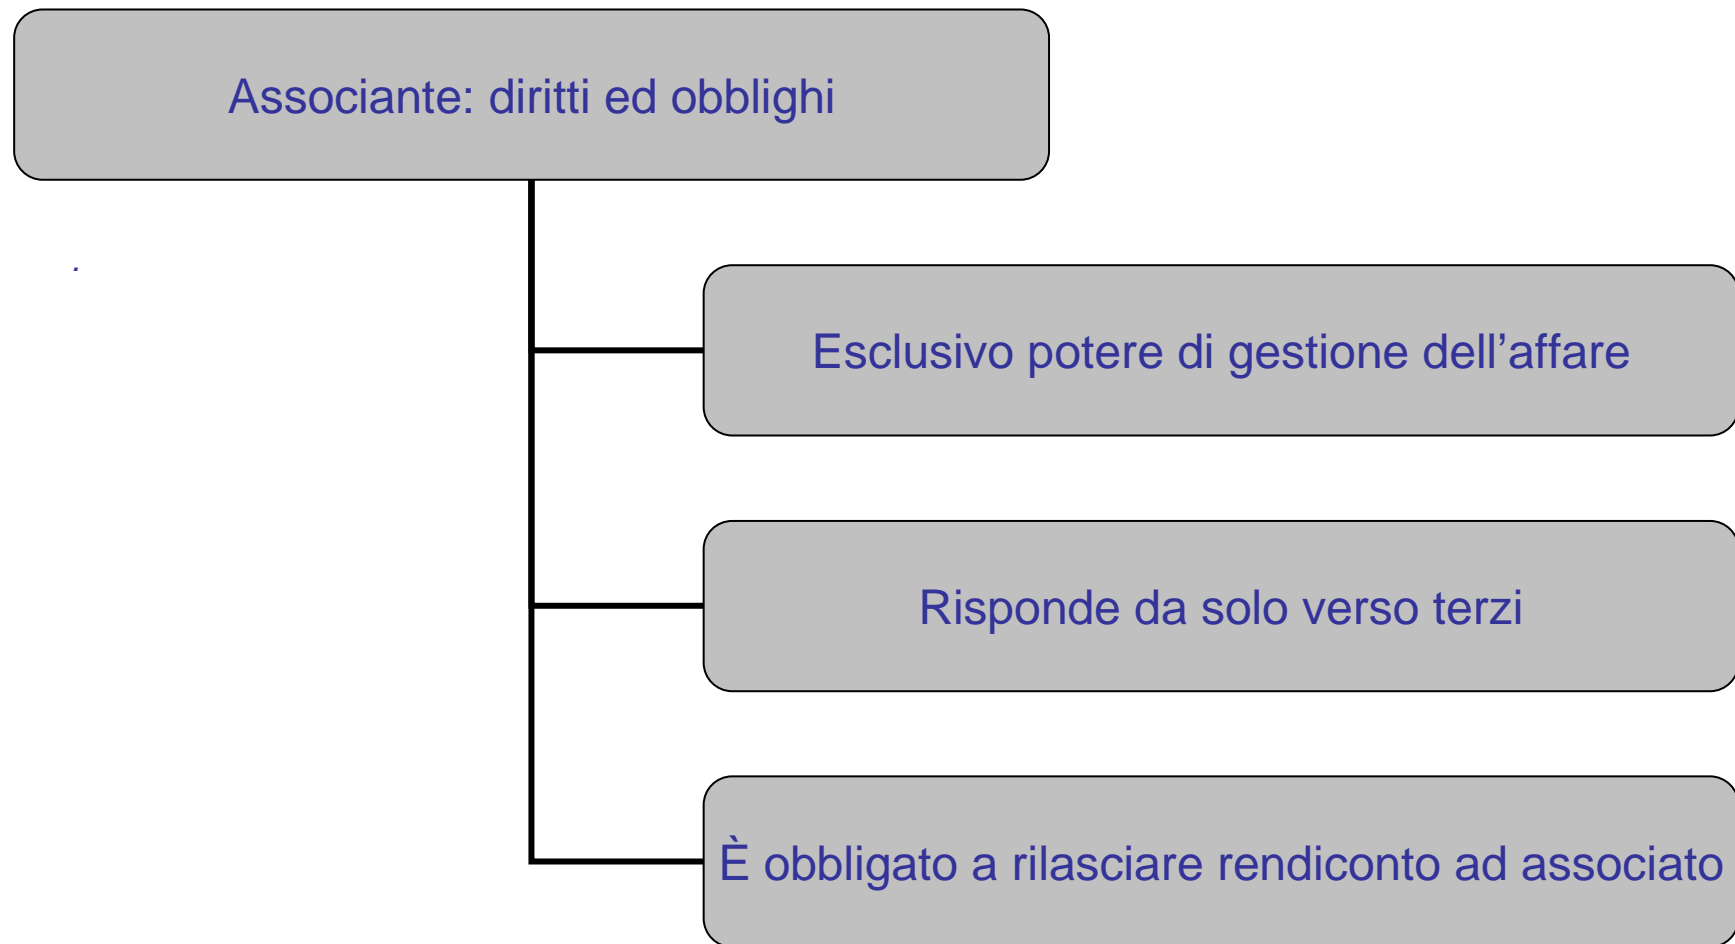 Associante: diritti ed obblighi
.
Esclusivo potere di gestione dell’affare
Risponde da solo verso terzi
È obbligato a rilasciare rendiconto ad associato